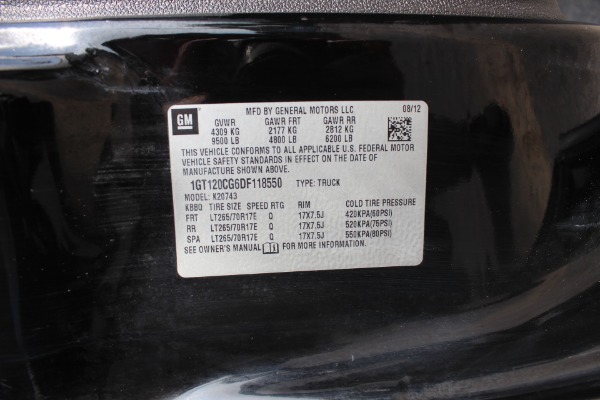 GM MFD BY GENERAL MOTORS LLC 08/12
GVWR GAWR FRT GAWR RR
4309 KG 2177 KG 2812 KG
9500 LB 4800 LB 6200 LB
THIS VEHICLE CONFORMS TO ALL APPLICABLE U.S. FEDERAL MOTOR
VEHICLE SAFETY STANDARDS IN EFFECT ON THE DATE OF
MANUFACTURE SHOWN ABOVE.
1GT120CG6DF118550 TYPE: TRUCK
MODEL: K20743
KBBQ TIRE SIZE SPEED RTG RIM COLD TIRE PRESSURE
FRT LT265/70R17E Q 17X7.5J 420KPA(60PSI)
RR LT265/70R17E Q 17X7.5J 520KPA(75PSI)
SPA LT265/70R17E Q 17X7.5J 550KPA(80PSI)
SEE OWNER'S MANUAL FOR MORE INFORMATION.